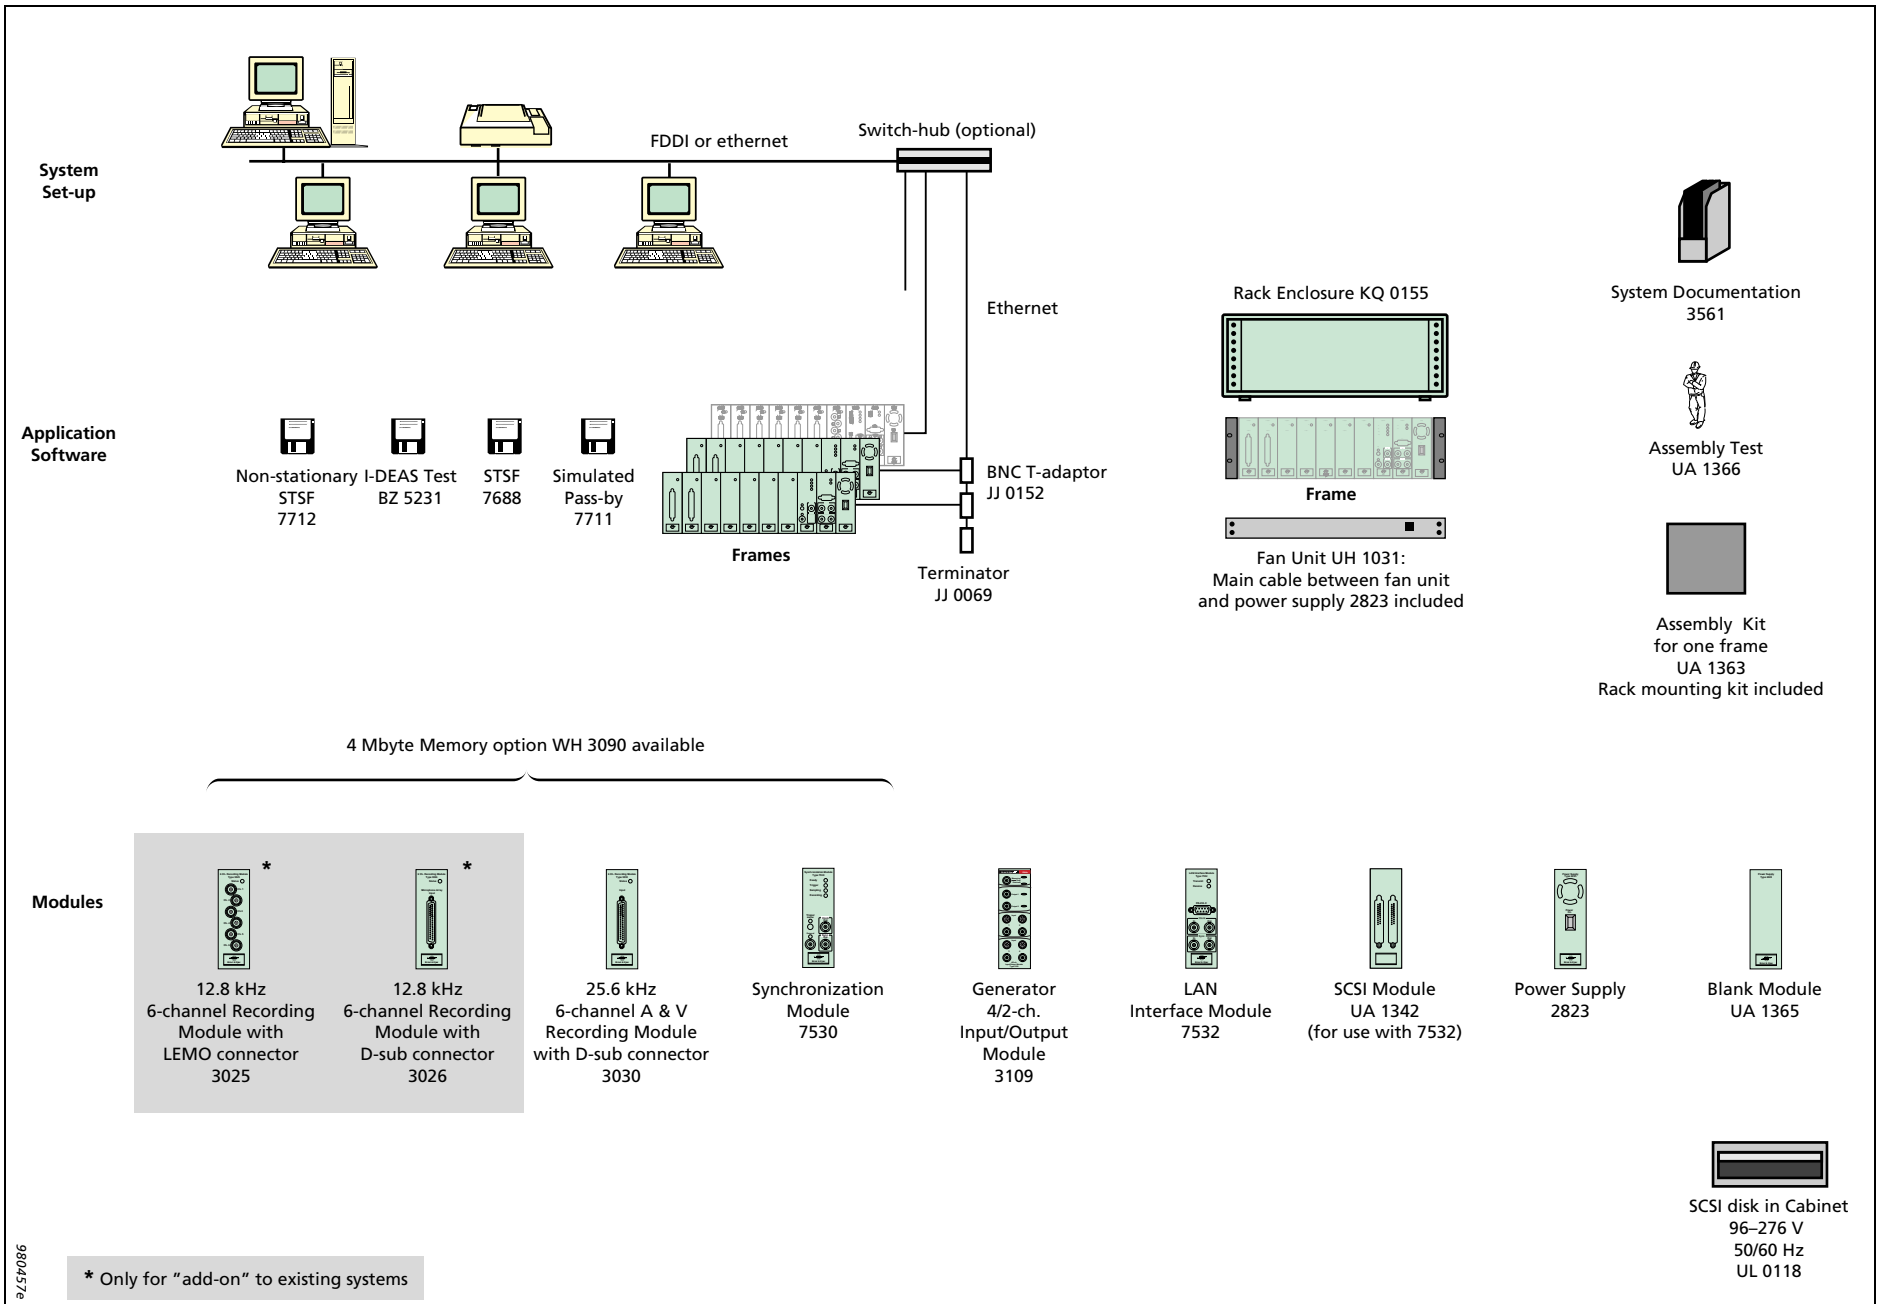 System
Set-up
FDDI or ethernet
Switch-hub (optional)
Ethernet
Rack Enclosure KQ 0155
System Documentation
3561
Application
Software
Non-stationary
STSF
7712
I-DEAS Test
BZ 5231
STSF
7688
Simulated
Pass-by
7711
Frames
BNC T-adaptor
JJ 0152
Terminator
JJ 0069
Frame
Fan Unit UH 1031:
Main cable between fan unit
and power supply 2823 included
Assembly Test
UA 1366
Assembly Kit
for one frame
UA 1363
Rack mounting kit included
4 Mbyte Memory option WH 3090 available
Modules
*
12.8 kHz
6-channel Recording
Module with
LEMO connector
3025
*
12.8 kHz
6-channel Recording
Module with
D-sub connector
3026
25.6 kHz
6-channel A & V
Recording Module
with D-sub connector
3030
Synchronization
Module
7530
Generator
4/2-ch.
Input/Output
Module
3109
LAN
Interface Module
7532
SCSI Module
UA 1342
(for use with 7532)
Power Supply
2823
Blank Module
UA 1365
SCSI disk in Cabinet
96–276 V
50/60 Hz
UL 0118
* Only for "add-on" to existing systems
980457e